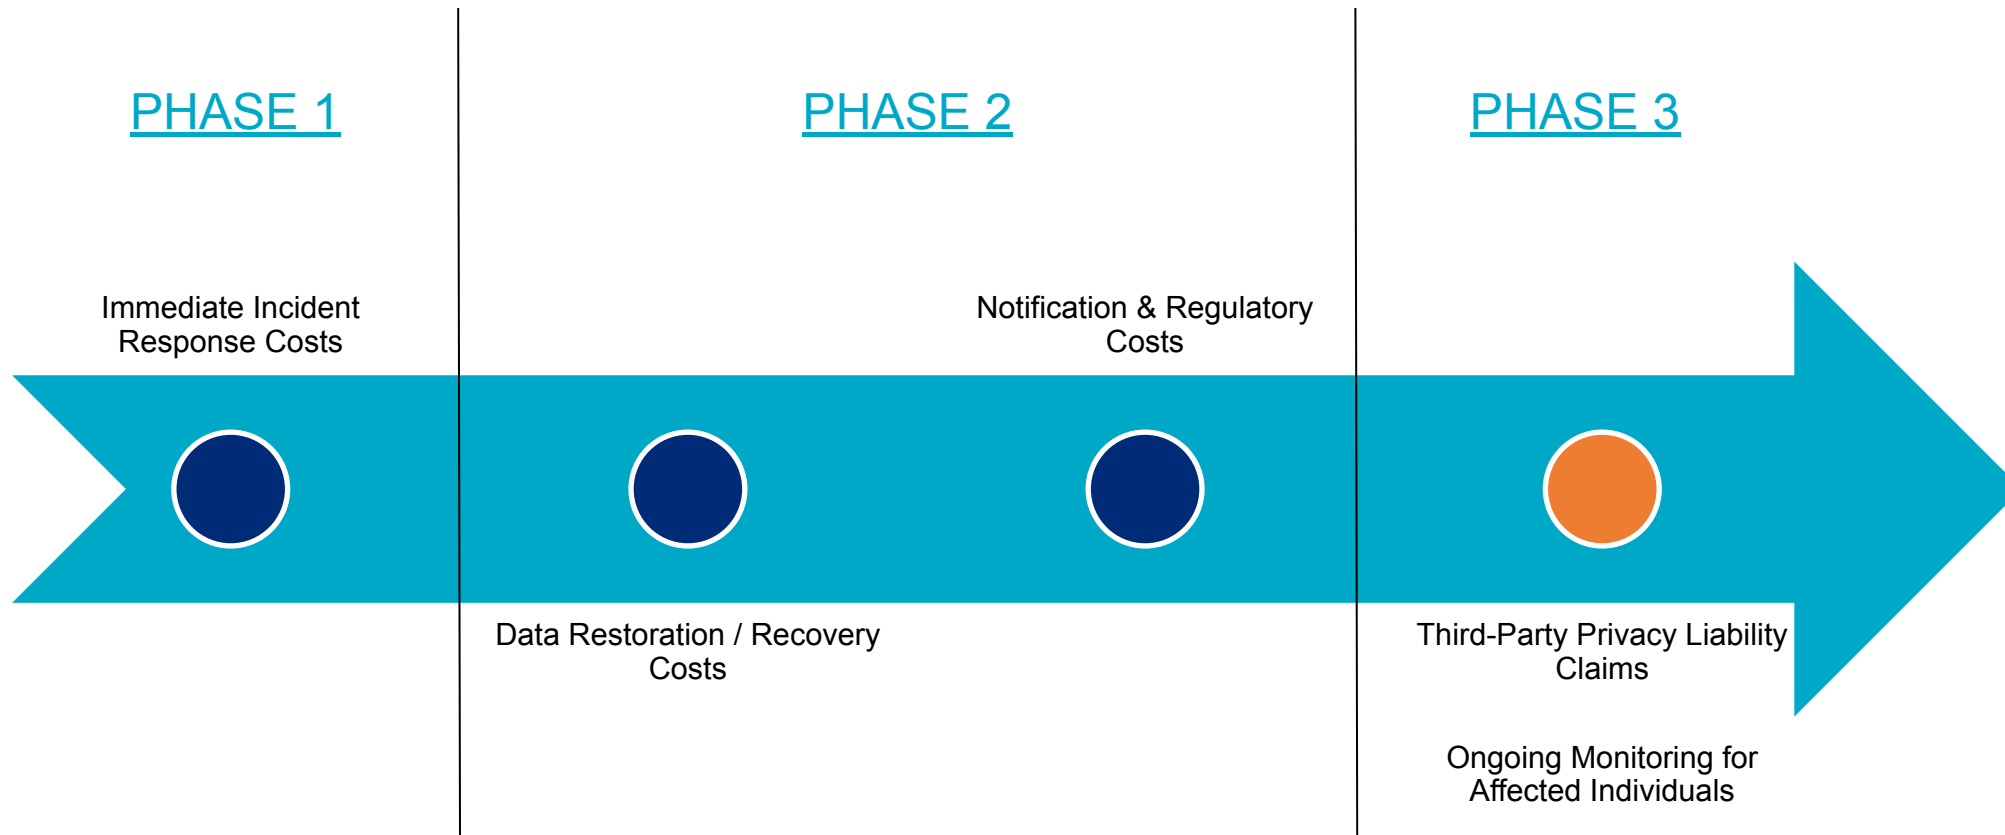 PHASE 1
PHASE 2
PHASE 3
Immediate Incident
Response Costs
Notification & Regulatory
Costs
Data Restoration / Recovery
Costs
Third-Party Privacy Liability
Claims
Ongoing Monitoring for
Affected Individuals